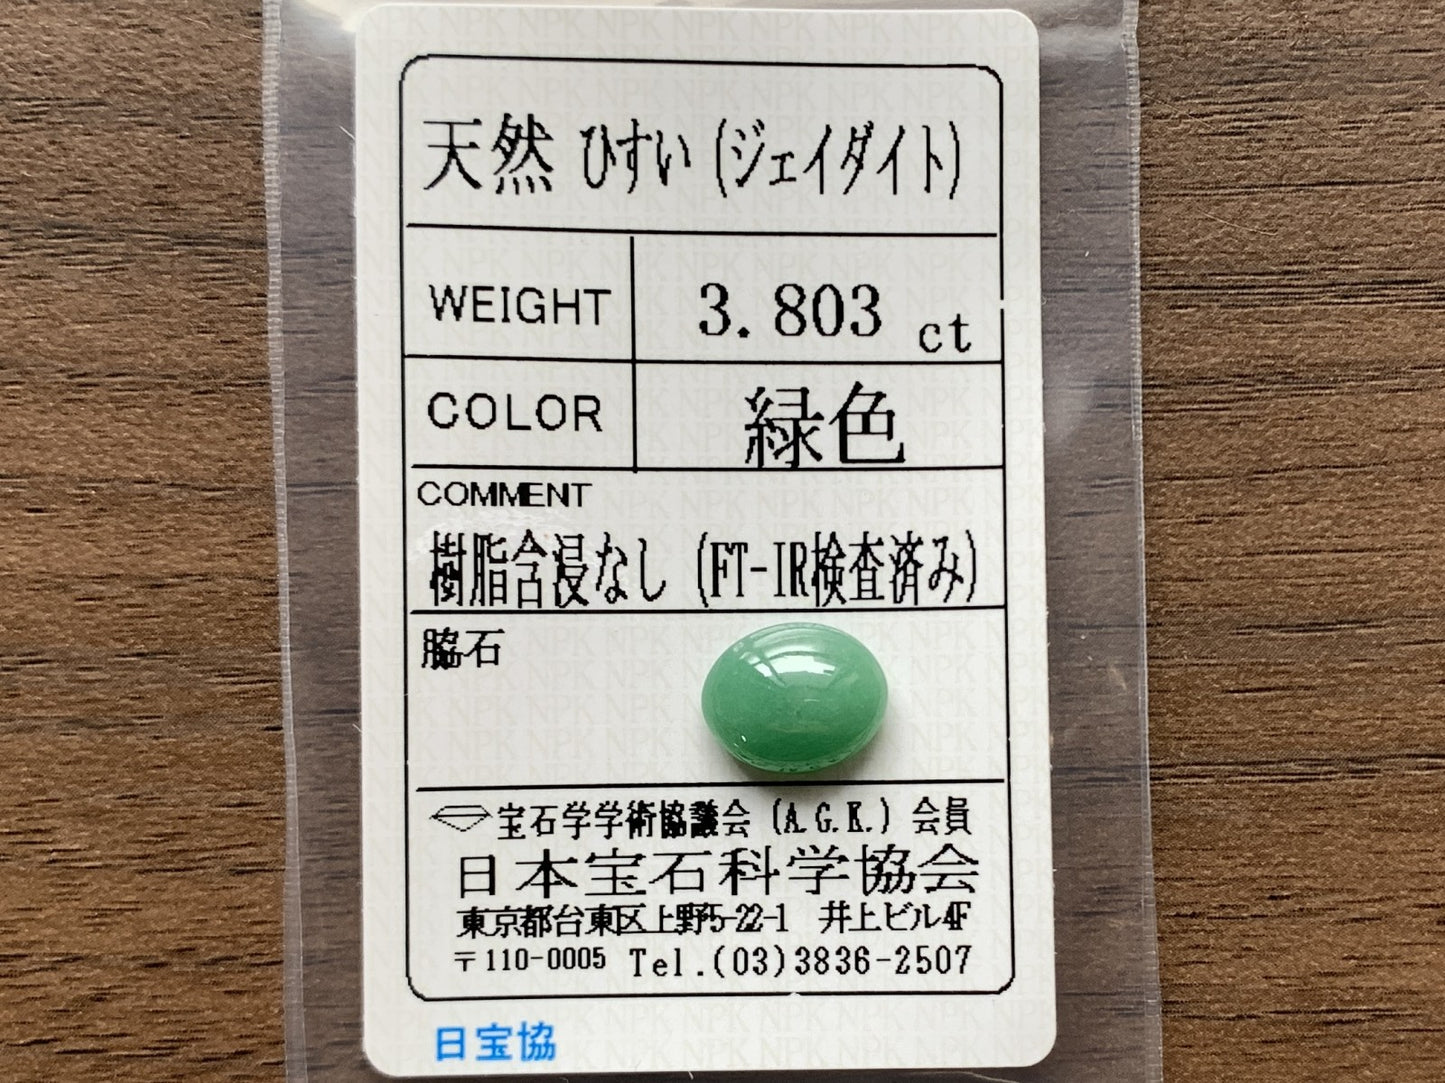 天然 ひすい (ジェイダイト)
WEIGHT 3.803 ct
COLOR 緑色
COMMENT
樹脂含浸なし (FT-IR検査済み)
脇石
宝石学学術協議会 (A.G.K.) 会員
日本宝石科学協会
東京都台東区上野5-22-1 井上ビル4F
〒110-0005 Tel.(03)3836-2507
日宝協